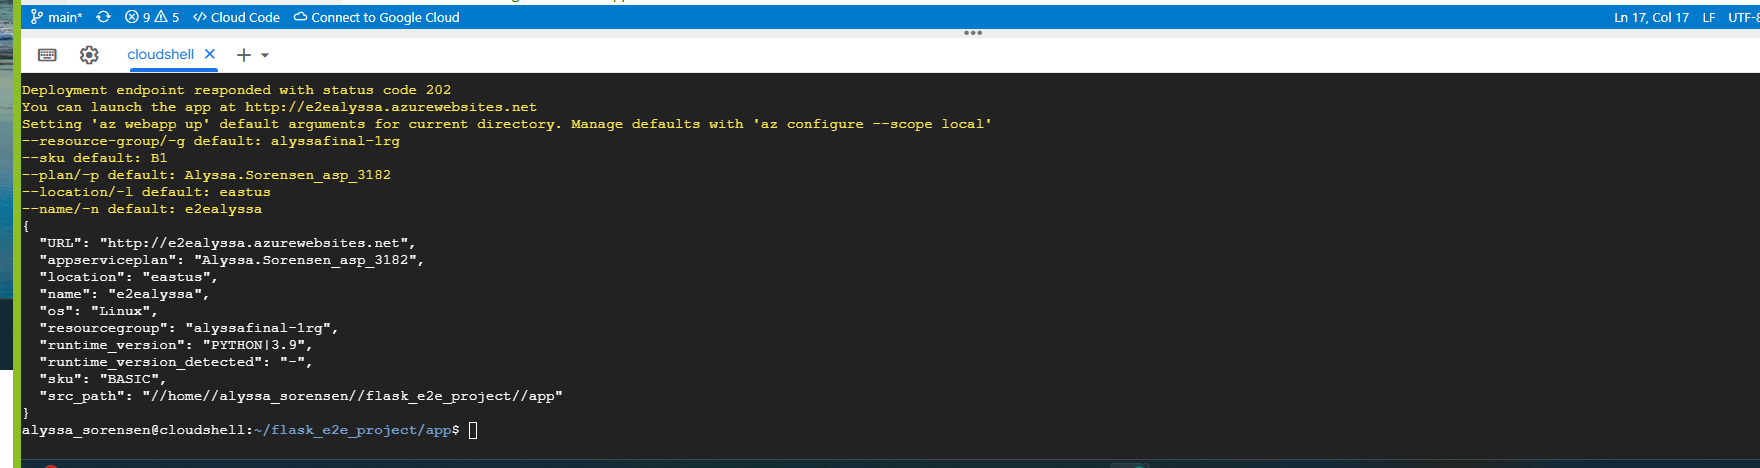 main* 9 5 Cloud Code Connect to Google Cloud Ln 17, Col 17 LF
cloudshell
Deployment endpoint responded with status code 202
You can launch the app at http://e2ealyssa.azurewebsites.net
Setting 'az webapp up' default arguments for current directory. Manage defaults with 'az configure --scope local'
--resource-group/-g default: alyssafinal-1rg
--sku default: B1
--plan/-p default: Alyssa.Sorensen_asp_3182
--location/-l default: eastus
--name/-n default: e2ealyssa
{
"URL": "http://e2ealyssa.azurewebsites.net",
"appserviceplan": "Alyssa.Sorensen_asp_3182",
"location": "eastus",
"name": "e2ealyssa",
"os": "Linux",
"resourcegroup": "alyssafinal-1rg",
"runtime_version": "PYTHON|3.9",
"runtime_version_detected": "-",
"sku": "BASIC",
"src_path": "//home//alyssa_sorensen//flask_e2e_project//app"
}
alyssa_sorensen@cloudshell:~/flask_e2e_project/app$